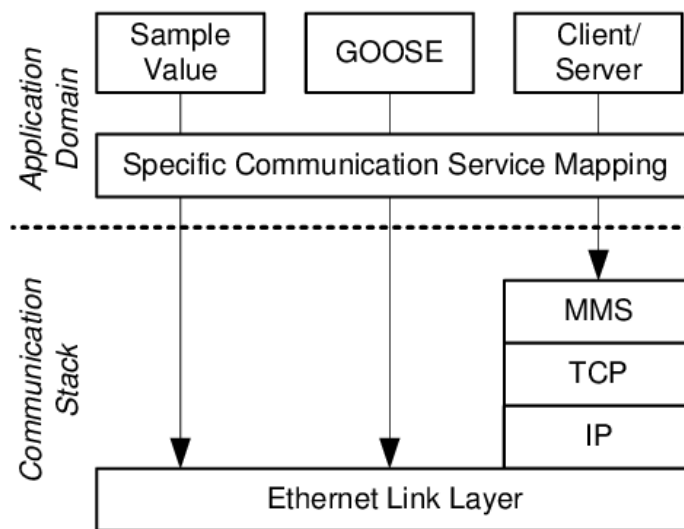 Sample
Value
GOOSE
Client/
Server
Application
Domain
Specific Communication Service Mapping
Communication
Stack
MMS
TCP
IP
Ethernet Link Layer